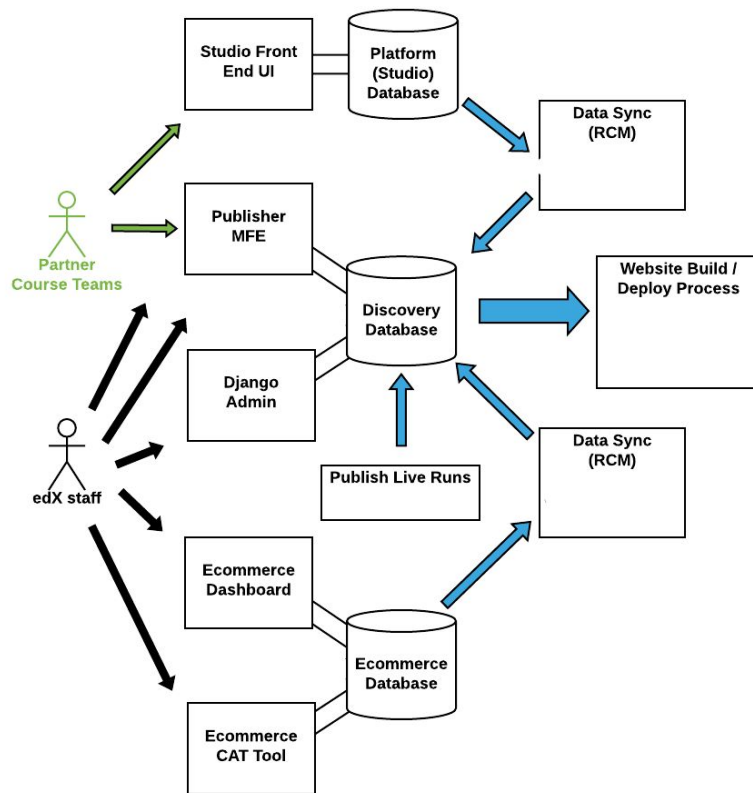 Studio Front
End UI
Platform
(Studio)
Database
Data Sync
(RCM)
Publisher
MFE
Partner
Course Teams
Discovery
Database
Website Build /
Deploy Process
Django
Admin
edX staff
Publish Live Runs
Data Sync
(RCM)
Ecommerce
Dashboard
Ecommerce
Database
Ecommerce
CAT Tool